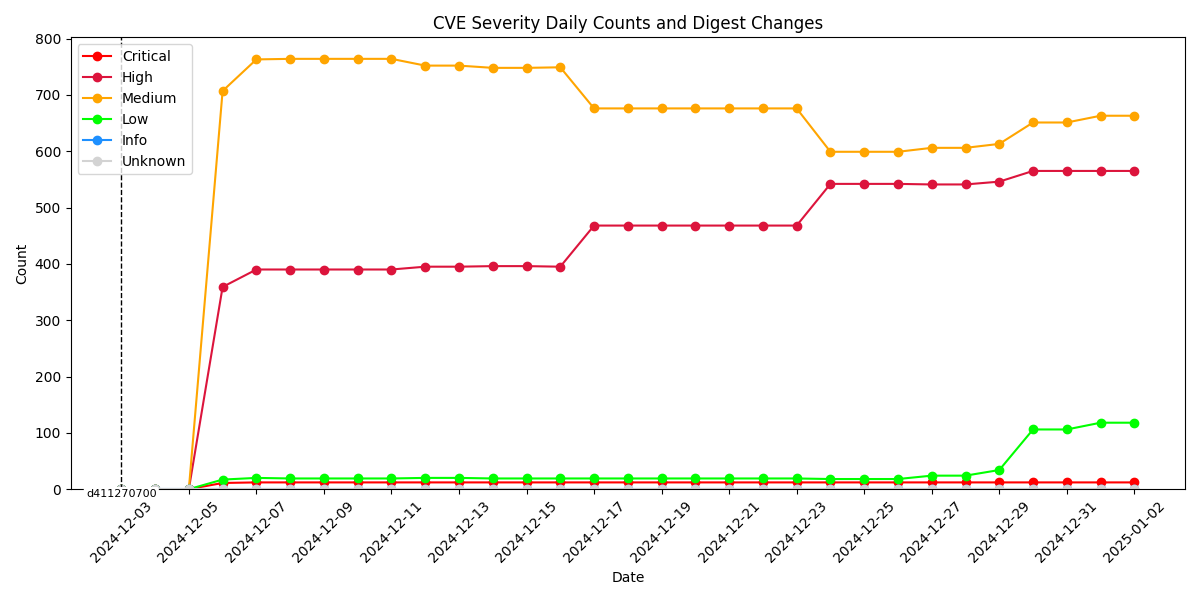 CVE Severity Daily Counts and Digest Changes
800
700
600
500
400
300
200
100
0
Count
Critical
High
Medium
Low
Info
Unknown
d411270700
2024-12-03
2024-12-05
2024-12-07
2024-12-09
2024-12-11
2024-12-13
2024-12-15
2024-12-17
2024-12-19
2024-12-21
2024-12-23
2024-12-25
2024-12-27
2024-12-29
2024-12-31
2025-01-02
Date